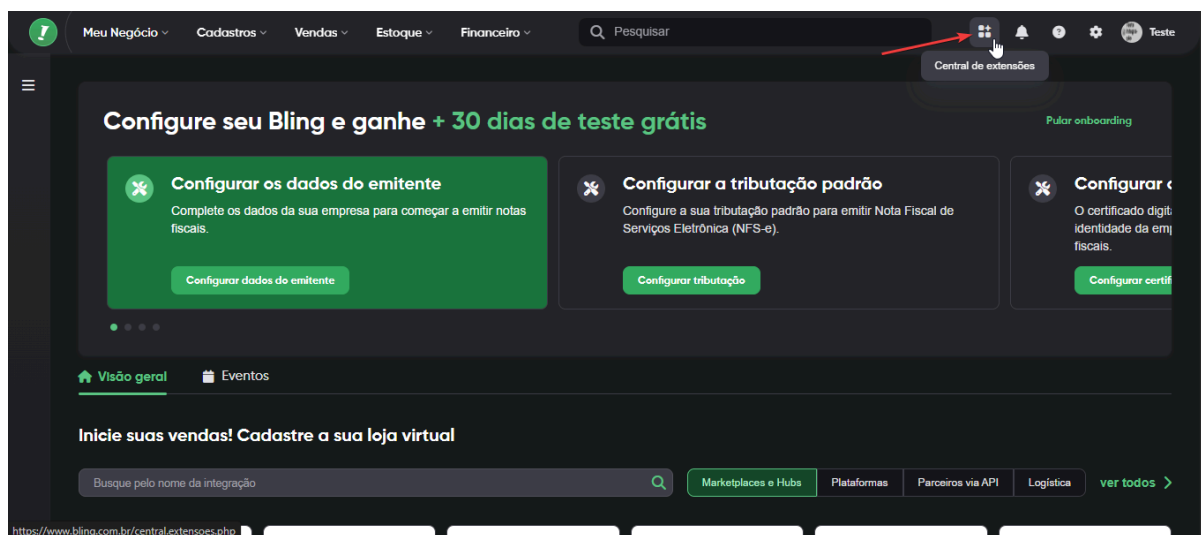 Meu Negócio Cadastros Vendas Estoque Financeiro Pesquisar Teste
Central de extensões
Configure seu Bling e ganhe + 30 dias de teste grátis
Pular onboarding
Configurar os dados do emitente
Complete os dados da sua empresa para começar a emitir notas
fiscais.
Configurar dados do emitente
Configurar a tributação padrão
Configure a sua tributação padrão para emitir Nota Fiscal de
Serviços Eletrônica (NFS-e).
Configurar tributação
Configurar
O certificado
identidade da
fiscais.
Configurar
Visão geral Eventos
Inicie suas vendas! Cadastre a sua loja virtual
Busque pelo nome da integração Marketplaces e Hubs Plataformas Parceiros via API Logística ver todos
https://www.bling.com.br/central.extensoes.php